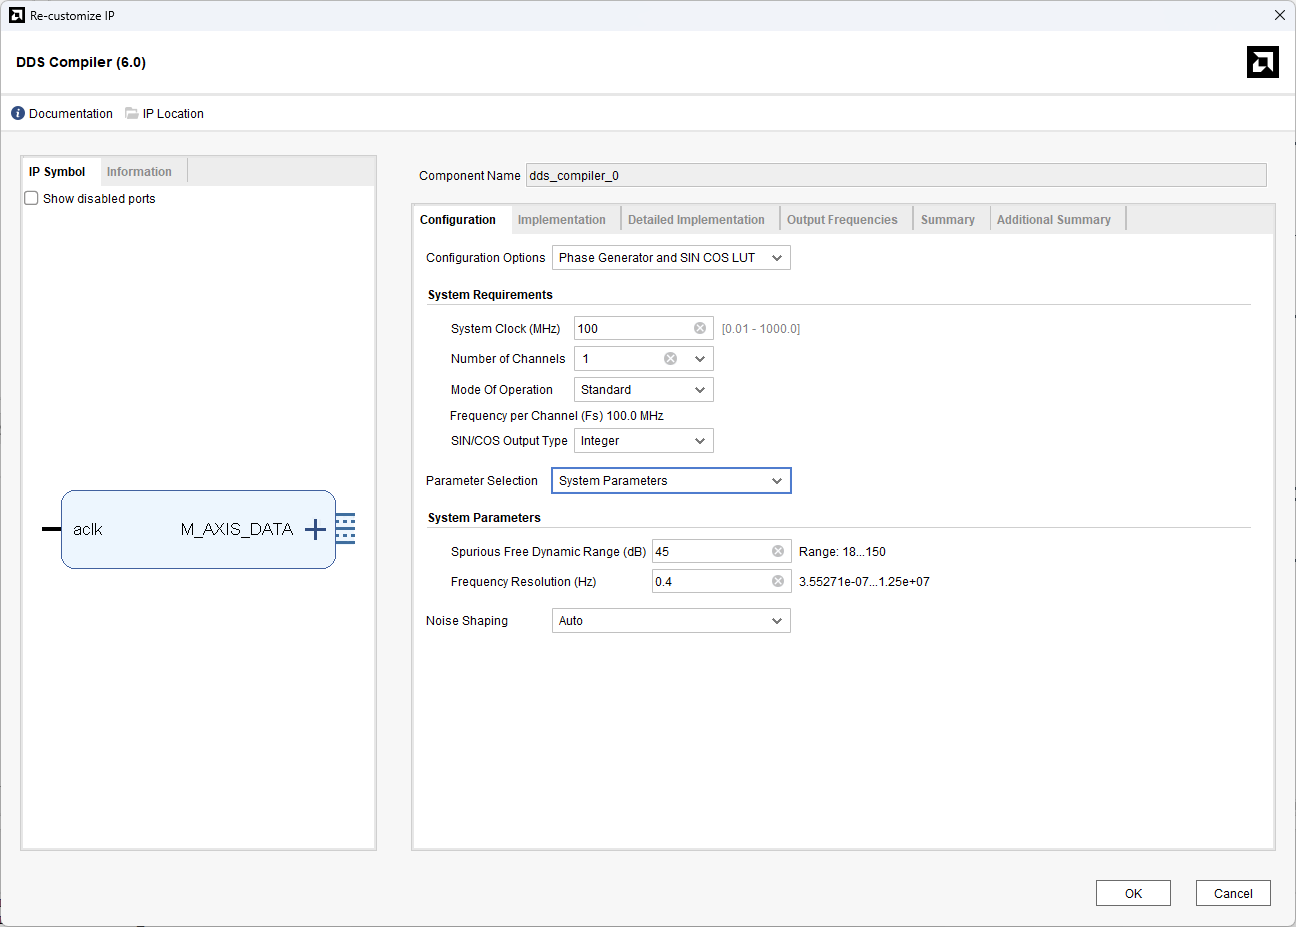 Re-customize IP
DDS Compiler (6.0)
Documentation IP Location
IP Symbol Information
Show disabled ports
aclk M_AXIS_DATA
Component Name dds_compiler_0
Configuration Implementation Detailed Implementation Output Frequencies Summary Additional Summary
Configuration Options Phase Generator and SIN COS LUT
System Requirements
System Clock (MHz) 100 [0.01 - 1000.0]
Number of Channels 1
Mode Of Operation Standard
Frequency per Channel (Fs) 100.0 MHz
SIN/COS Output Type Integer
Parameter Selection System Parameters
System Parameters
Spurious Free Dynamic Range (dB) 45 Range: 18...150
Frequency Resolution (Hz) 0.4 3.55271e-07...1.25e+07
Noise Shaping Auto
OK Cancel